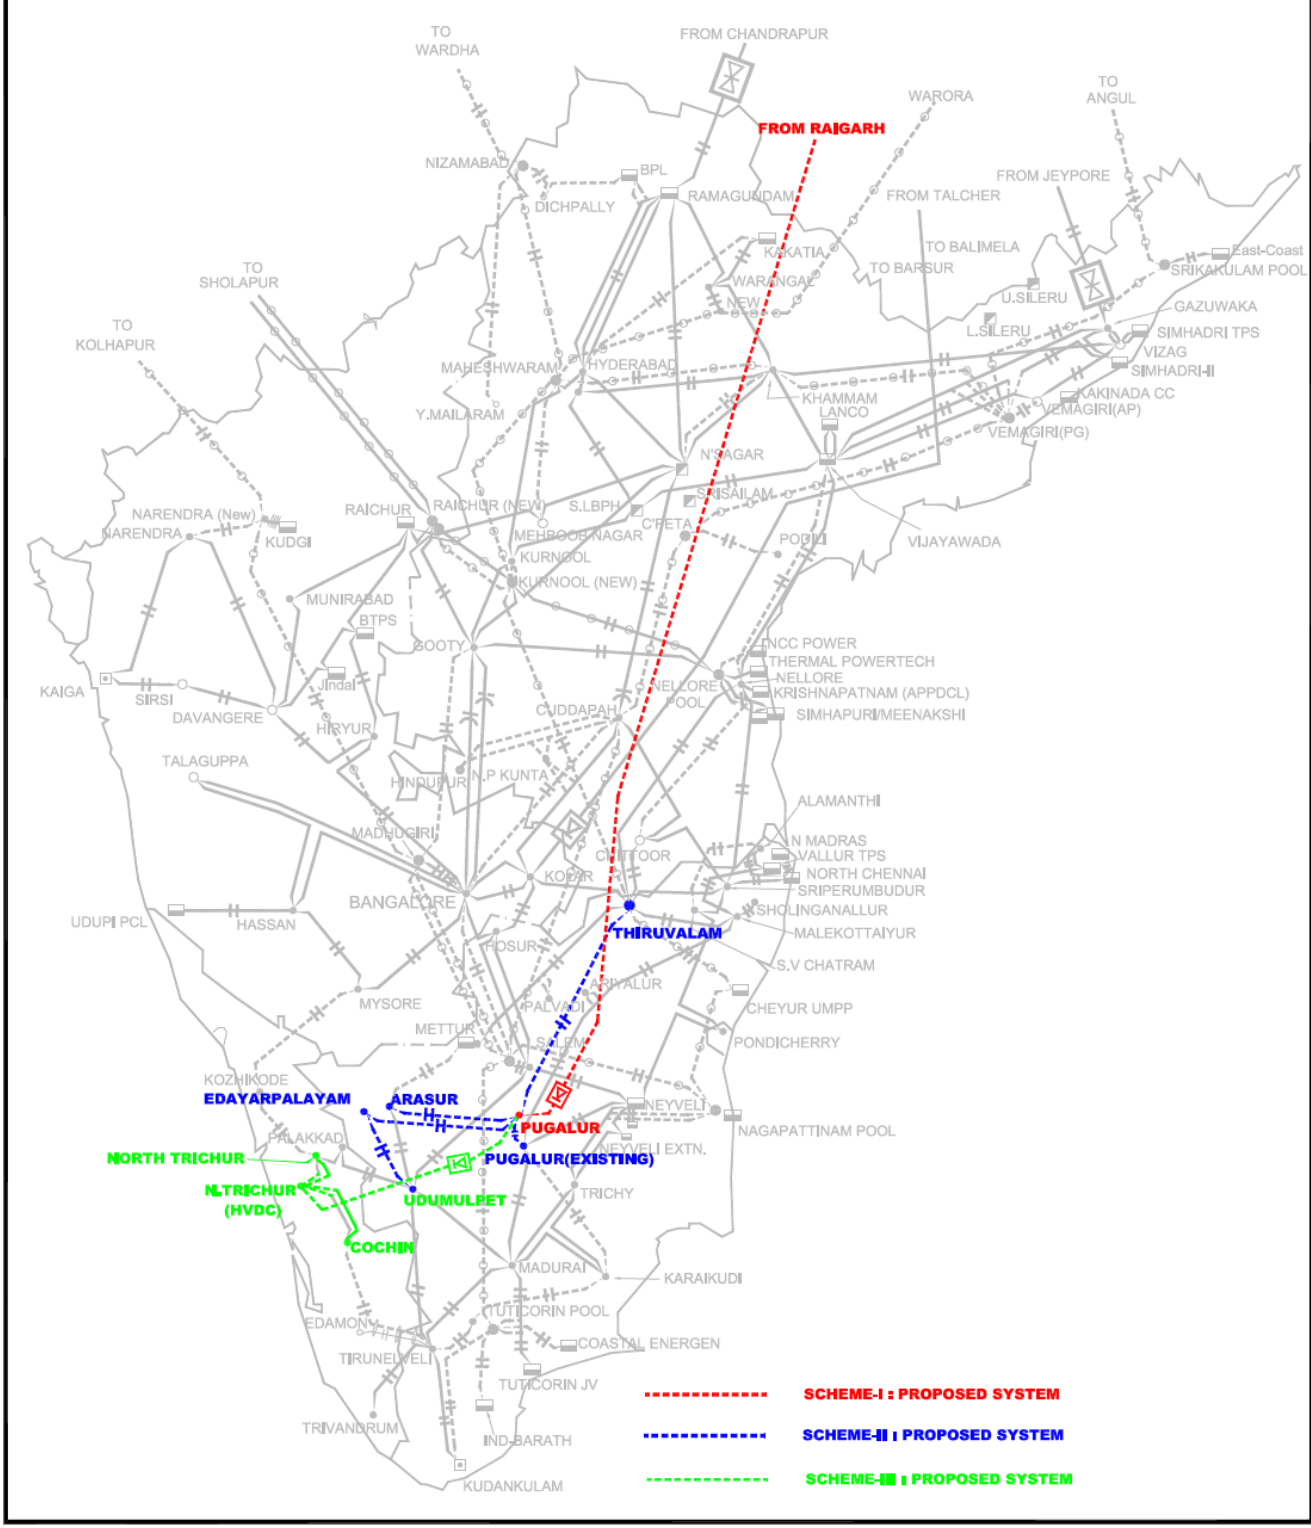 TO
WARDHA
FROM CHANDRAPUR
TO
ANGUL
WARORA
FROM RAIGARH
NIZAMABAD
BPL
FROM JEYPORE
DICHPALLY
RAMAGUNDAM
FROM TALCHER
KAKATIA
TO BALIMELA
East-Coast
TO
SHOLAPUR
TO BARSUR
SRIKAKULAM POOL
WARANGAL
NEW
U.SILERU
GAZUWAKA
TO
KOLHAPUR
L.SILERU
SIMHADRI TPS
VIZAG
MAHESHWARAM
HYDERABAD
SIMHADRI-II
KHAMMAM
KAKINADA CC
Y.MAILARAM
LANCO
VEMAGIRI(AP)
VEMAGIRI(PG)
N'SAGAR
SRISAILAM
NARENDRA (New)
RAICHUR
RAICHUR (NEW)
S.LBPH
NARENDRA
KUDGI
MEHBOOB NAGAR
C'PETA
PODILI
VIJAYAWADA
KURNOOL
KURNOOL (NEW)
MUNIRABAD
BTPS
GOOTY
NCC POWER
THERMAL POWERTECH
NELLORE
KAIGA
SIRSI
Jindal
NELLORE
POOL
KRISHNAPATNAM (APPDCL)
DAVANGERE
HIRYUR
CUDDAPAH
SIMHAPURI/MEENAKSHI
TALAGUPPA
HINDUPUR
N.P KUNTA
ALAMANTHI
MADHUGIRI
CHITTOOR
N MADRAS
VALLUR TPS
KOLAR
NORTH CHENNAI
BANGALORE
SRIPERUMBUDUR
UDUPI PCL
HASSAN
SHOLINGANALLUR
THIRUVALAM
MALEKOTTAIYUR
HOSUR
S.V CHATRAM
MYSORE
ARIYALUR
PALVADI
CHEYUR UMPP
METTUR
SALEM
PONDICHERRY
KOZHIKODE
EDAYARPALAYAM
ARASUR
NEYVELI
PUGALUR
NAGAPATTINAM POOL
PALAKKAD
NEYVELI EXTN.
NORTH TRICHUR
PUGALUR(EXISTING)
N.TRICHUR
(HVDC)
UDUMULPET
TRICHY
COCHIN
MADURAI
KARAIKUDI
EDAMON
TUTICORIN POOL
COASTAL ENERGEN
TIRUNELVELI
TUTICORIN JV
TRIVANDRUM
IND-BARATH
KUDANKULAM
SCHEME-I : PROPOSED SYSTEM
SCHEME-II : PROPOSED SYSTEM
SCHEME-III : PROPOSED SYSTEM